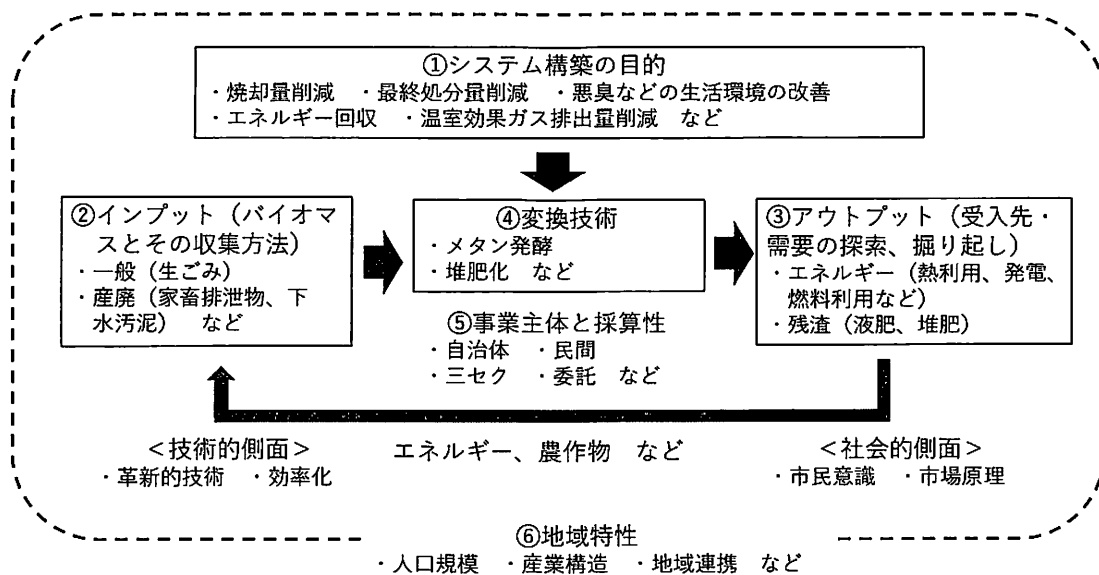 ①システム構築の目的
・焼却量削減　・最終処分量削減　・悪臭などの生活環境の改善
・エネルギー回収　・温室効果ガス排出量削減　など
②インプット（バイオマ
スとその収集方法）
・一般（生ごみ）
・産廃（家畜排泄物、下
水汚泥）　など
④変換技術
・メタン発酵
・堆肥化　など
③アウトプット（受入先・
需要の探索、掘り起し）
・エネルギー（熱利用、発電、
燃料利用など）
・残渣（液肥、堆肥）
⑤事業主体と採算性
・自治体　・民間
・三セク　・委託　など
＜技術的側面＞
・革新的技術　・効率化
エネルギー、農作物　など
＜社会的側面＞
・市民意識　・市場原理
⑥地域特性
・人口規模　・産業構造　・地域連携　など